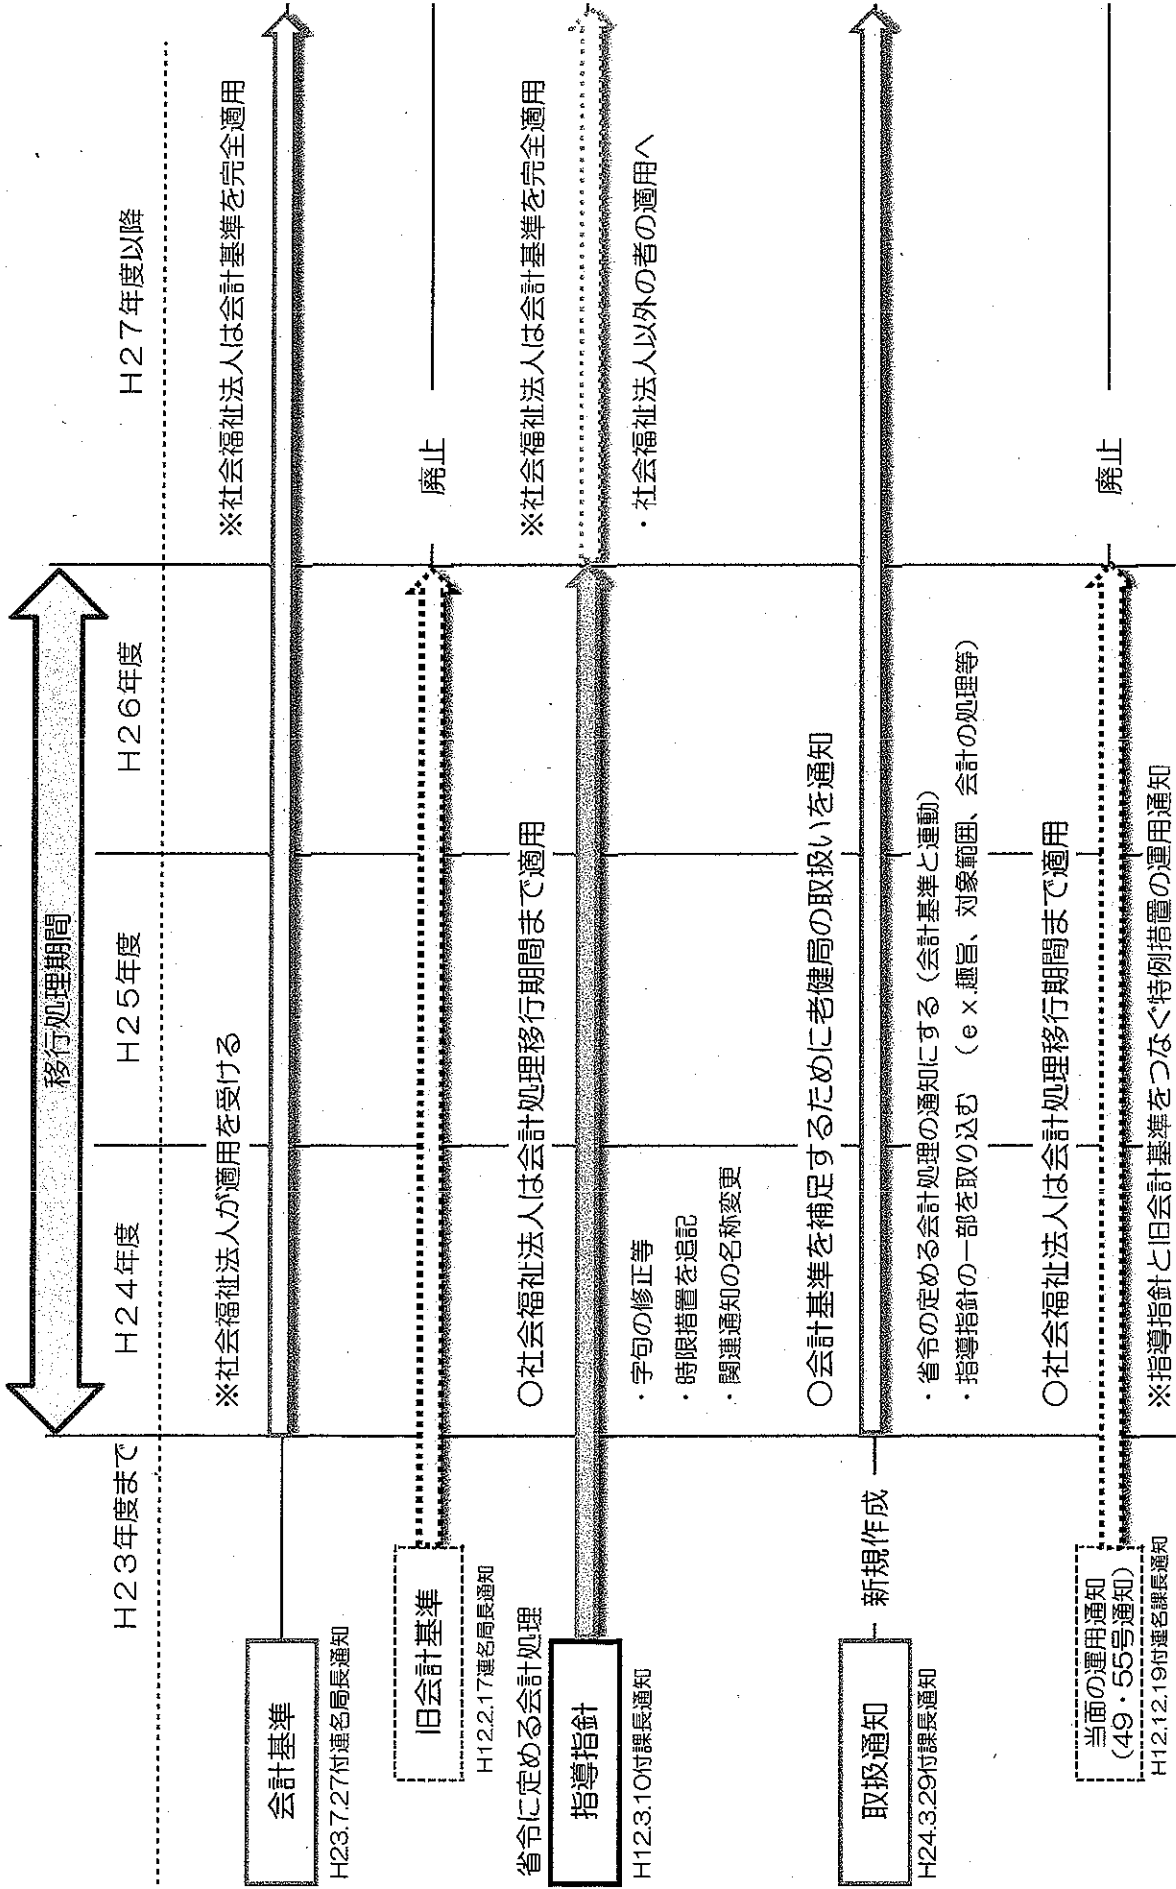 移行処理期間
H23年度まで
H24年度
H25年度
H26年度
H27年度以降
※社会福祉法人が適用を受ける
※社会福祉法人は会計基準を完全適用
会計基準
H23.7.27付連名局長通知
旧会計基準
廃止
H12.2.17連名局長通知
省令に定める会計処理
○社会福祉法人は会計処理移行期間まで適用
※社会福祉法人は会計基準を完全適用
指導指針
H12.3.10付課長通知
・字句の修正等
・時限措置を追記
・関連通知の名称変更
・社会福祉法人以外の者の適用へ
○会計基準を補足するために老健局の取扱いを通知
取扱通知
新規作成
H24.3.29付課長通知
・省令の定める会計処理の通知にする（会計基準と連動）
・指導指針の一部を取り込む（ex.趣旨、対象範囲、会計の処理等）
○社会福祉法人は会計処理移行期間まで適用
当面の運用通知
(49・55号通知)
廃止
H12.12.19付連名課長通知
※指導指針と旧会計基準をつなぐ特例措置の運用通知